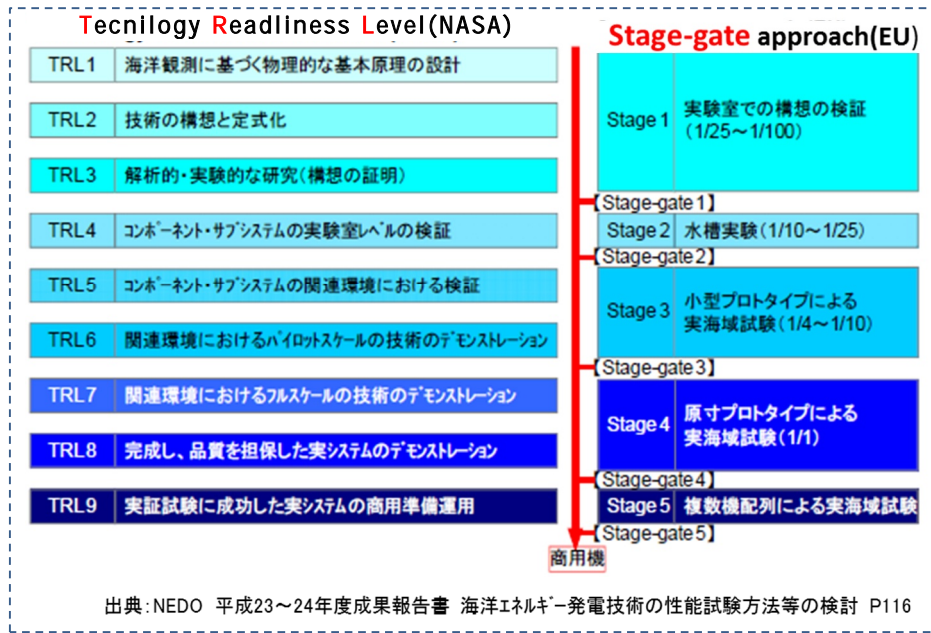 Tecnilogy Readliness Level(NASA)
Stage-gate approach(EU)
TRL1 海洋観測に基づく物理的な基本原理の設計
TRL2 技術の構想と定式化
TRL3 解析的・実験的な研究(構想の証明)
Stage 1 実験室での構想の検証
(1/25～1/100)
【Stage-gate1】
TRL4 ｺﾝﾎﾟｰﾈﾝﾄ・ｻﾌﾞｼｽﾃﾑの実験室ﾚﾍﾞﾙの検証
Stage 2 水槽実験(1/10～1/25)
【Stage-gate2】
TRL5 ｺﾝﾎﾟｰﾈﾝﾄ・ｻﾌﾞｼｽﾃﾑの関連環境における検証
TRL6 関連環境におけるﾊﾟｲﾛｯﾄｽｹｰﾙの技術のﾃﾞﾓﾝｽﾄﾚｰｼｮﾝ
Stage 3 小型プロトタイプによる
実海域試験(1/4～1/10)
【Stage-gate3】
TRL7 関連環境におけるﾌﾙｽｹｰﾙの技術のﾃﾞﾓﾝｽﾄﾚｰｼｮﾝ
TRL8 完成し、品質を担保した実ｼｽﾃﾑのﾃﾞﾓﾝｽﾄﾚｰｼｮﾝ
Stage 4 原寸プロトタイプによる
実海域試験(1/1)
【Stage-gate4】
TRL9 実証試験に成功した実ｼｽﾃﾑの商用準備運用
Stage 5 複数機配列による実海域試験
【Stage-gate5】
商用機
出典:NEDO 平成23～24年度成果報告書 海洋ｴﾈﾙｷﾞｰ発電技術の性能試験方法等の検討 P116